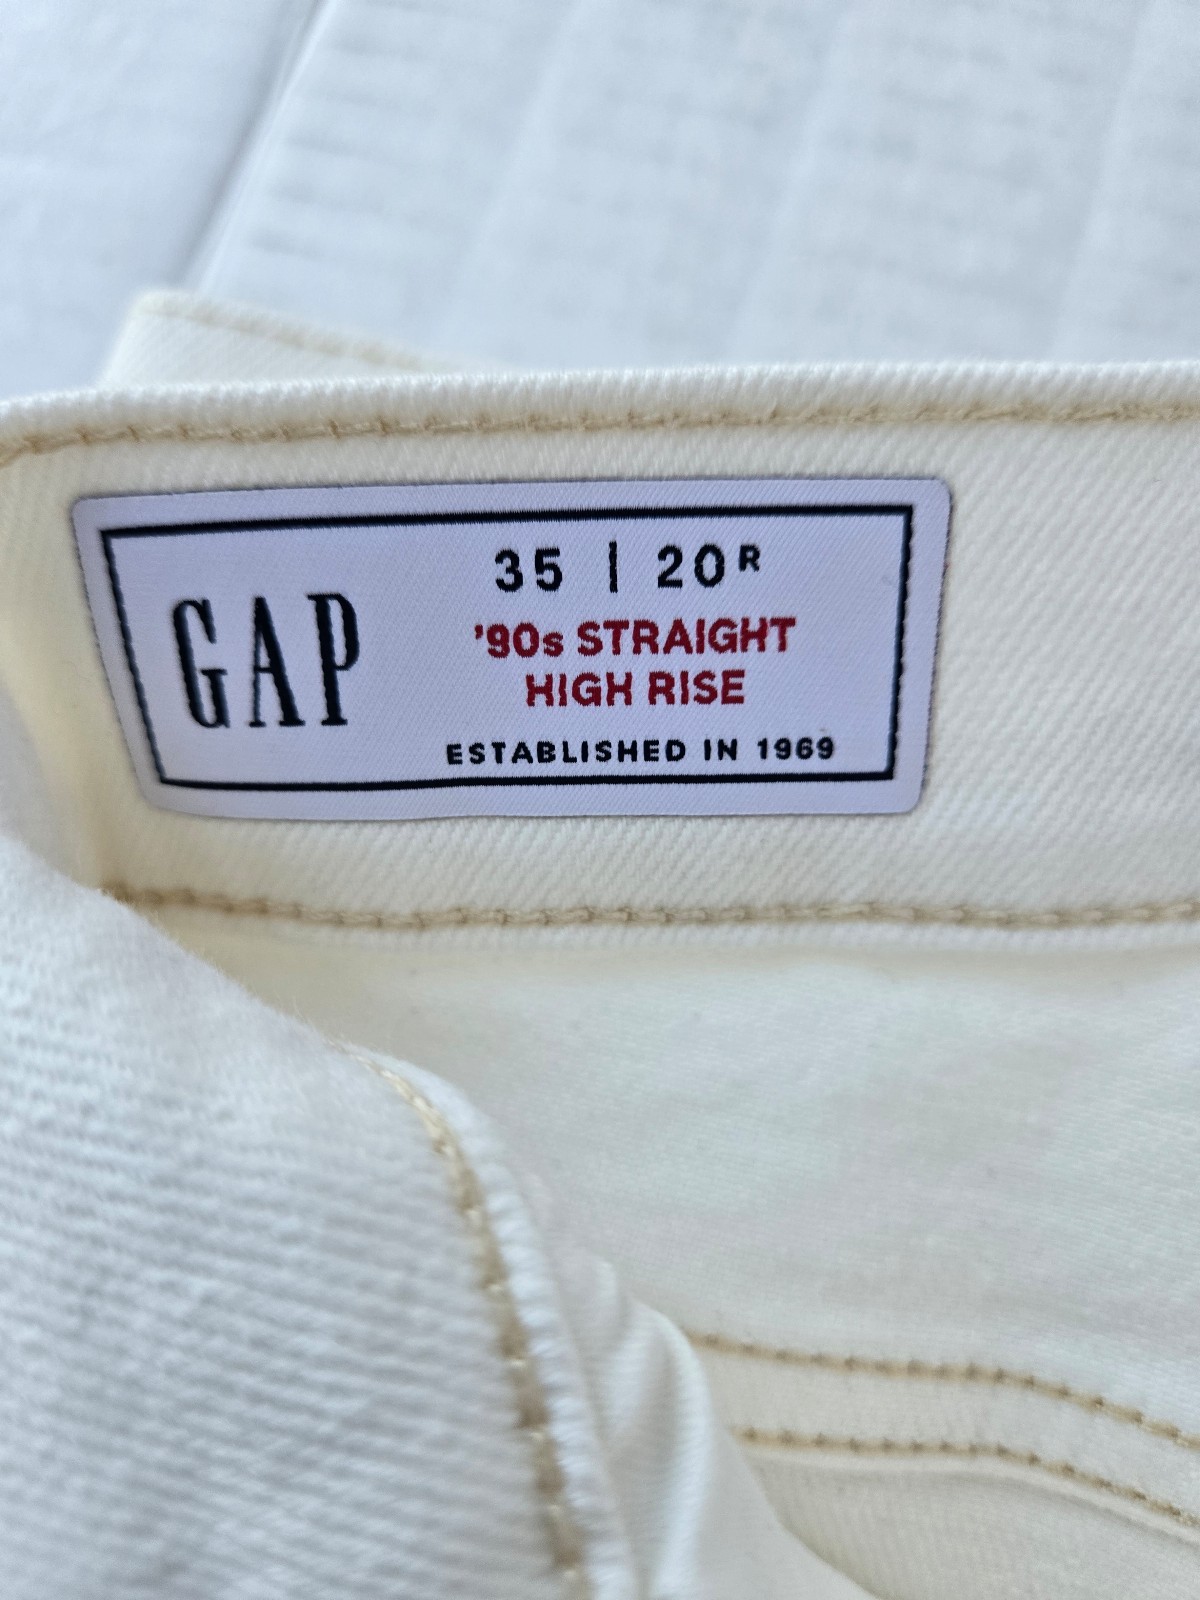 GAP
35 | 20R
'90s STRAIGHT
HIGH RISE
ESTABLISHED IN 1969